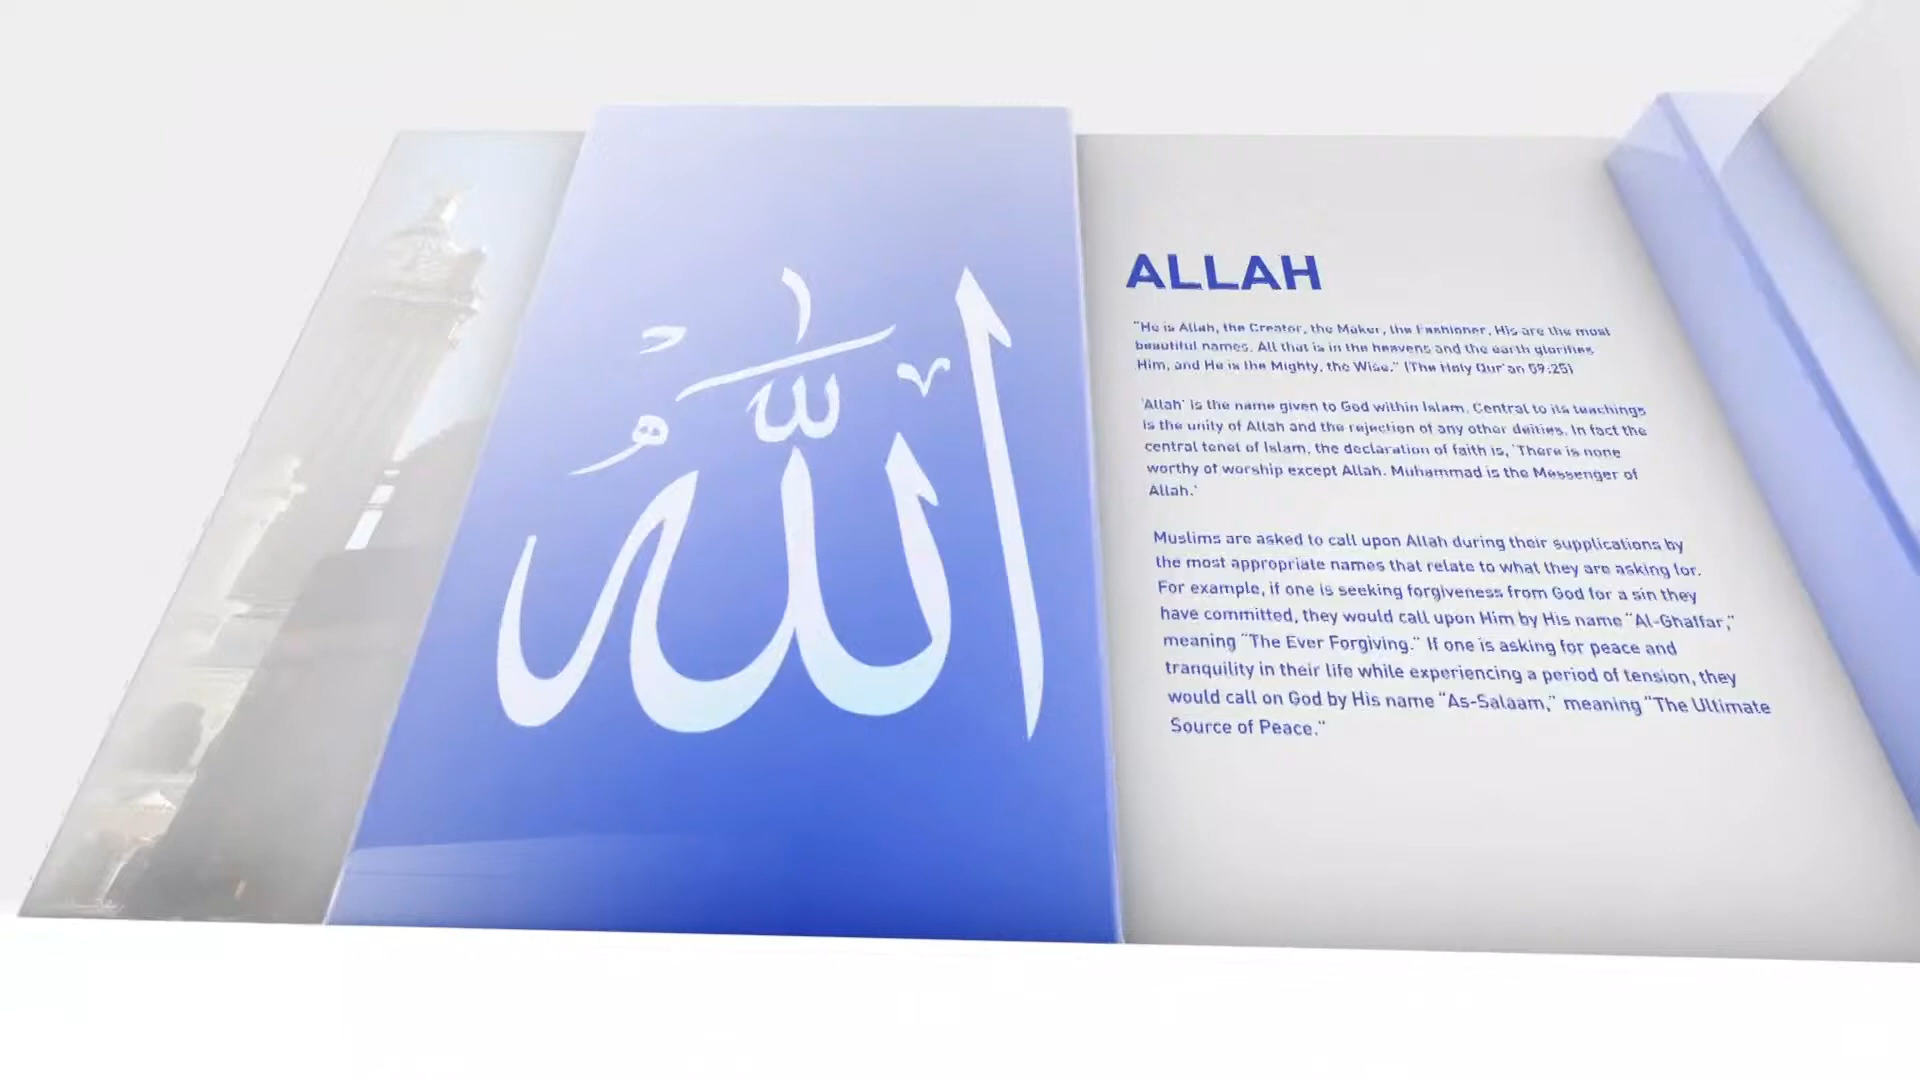 الله
ALLAH
"He is Allah, the Creator, the Maker, the Fashioner, His are the most
beautiful names. All that is in the heavens and the earth glorifies
Him, and He is the Mighty, the Wise." (The Holy Qur'an 59:25)
'Allah' is the name given to God within Islam. Central to its teachings
is the unity of Allah and the rejection of any other deities. In fact the
central tenet of Islam, the declaration of faith is, 'There is none
worthy of worship except Allah. Muhammad is the Messenger of
Allah.'
Muslims are asked to call upon Allah during their supplications by
the most appropriate names that relate to what they are asking for.
For example, if one is seeking forgiveness from God for a sin they
have committed, they would call upon Him by His name "Al-Ghaffar,"
meaning "The Ever Forgiving." If one is asking for peace and
tranquility in their life while experiencing a period of tension, they
would call on God by His name "As-Salaam," meaning "The Ultimate
Source of Peace."